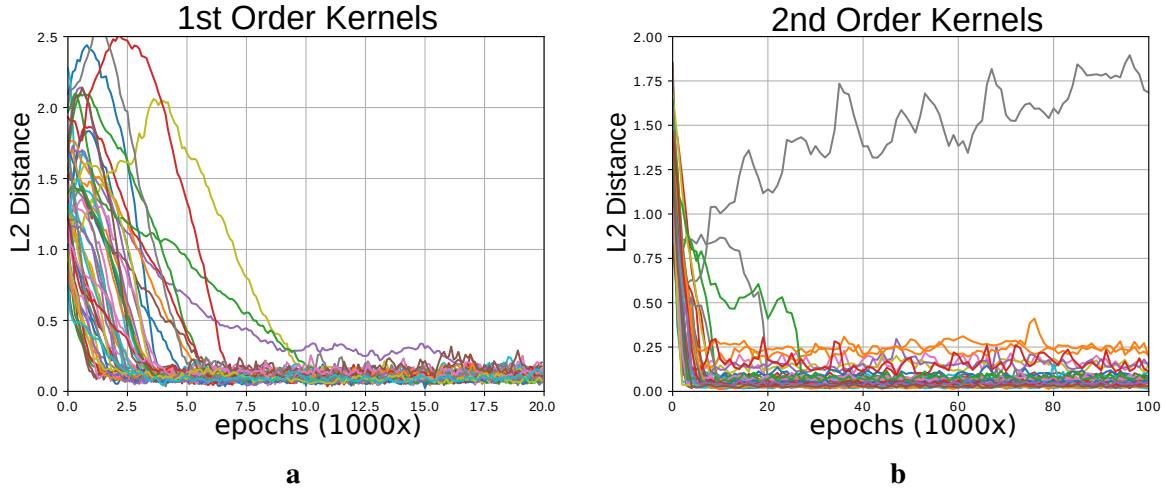 1st Order Kernels
2.5
2.0
1.5
1.0
0.5
0.0
L2 Distance
0.0 2.5 5.0 7.5 10.0 12.5 15.0 17.5 20.0
epochs (1000x)
a
2nd Order Kernels
2.00
1.75
1.50
1.25
1.00
0.75
0.50
0.25
0.00
L2 Distance
0 20 40 60 80 100
epochs (1000x)
b